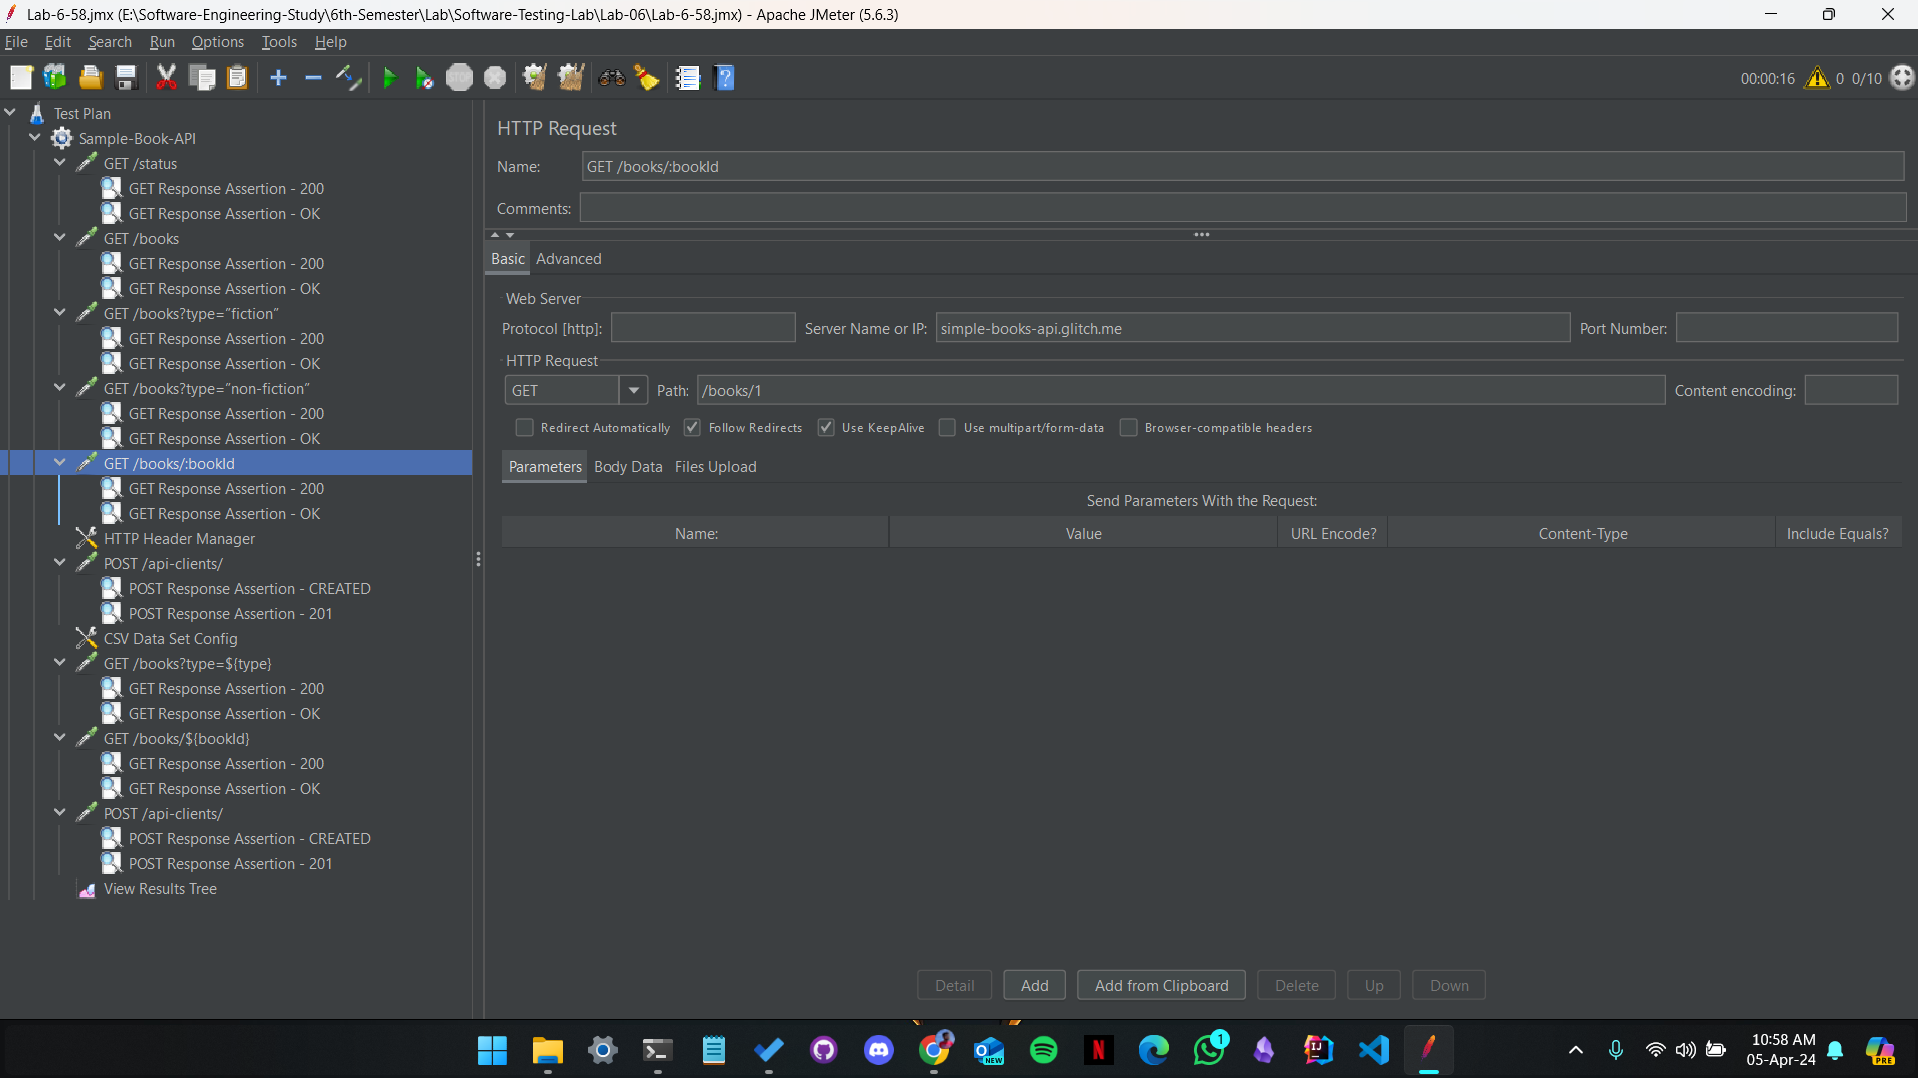 Lab-6-58.jmx (E:\Software-Engineering-Study\6th-Semester\Lab\Software-Testing-Lab\Lab-06\Lab-6-58.jmx) - Apache JMeter (5.6.3)
File Edit Search Run Options Tools Help
STOP
00:00:16 0 0/10
Test Plan
Sample-Book-API
GET /status
GET Response Assertion - 200
GET Response Assertion - OK
GET /books
GET Response Assertion - 200
GET Response Assertion - OK
GET /books?type="fiction"
GET Response Assertion - 200
GET Response Assertion - OK
GET /books?type="non-fiction"
GET Response Assertion - 200
GET Response Assertion - OK
GET /books/:bookId
GET Response Assertion - 200
GET Response Assertion - OK
HTTP Header Manager
POST /api-clients/
POST Response Assertion - CREATED
POST Response Assertion - 201
CSV Data Set Config
GET /books?type=${type}
GET Response Assertion - 200
GET Response Assertion - OK
GET /books/${bookId}
GET Response Assertion - 200
GET Response Assertion - OK
POST /api-clients/
POST Response Assertion - CREATED
POST Response Assertion - 201
View Results Tree
HTTP Request
Name: GET /books/:bookId
Comments:
Basic Advanced
Web Server
Protocol [http]: Server Name or IP: simple-books-api.glitch.me Port Number:
HTTP Request
GET Path: /books/1 Content encoding:
Redirect Automatically Follow Redirects Use KeepAlive Use multipart/form-data Browser-compatible headers
Parameters Body Data Files Upload
Send Parameters With the Request:
Name: Value URL Encode? Content-Type Include Equals?
Detail Add Add from Clipboard Delete Up Down
NEW
N
1
IJ
10:58 AM
05-Apr-24
PRE